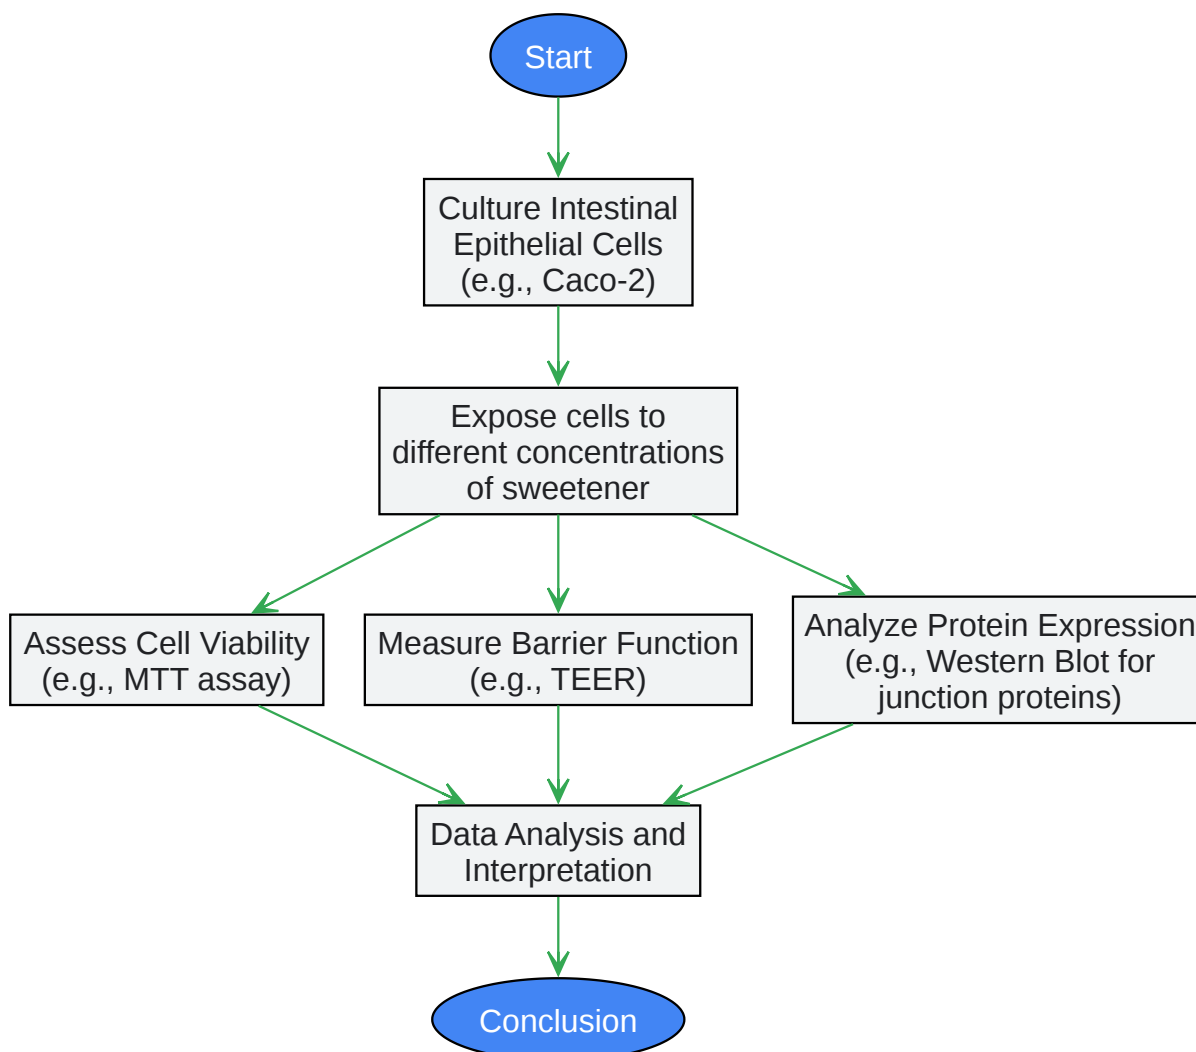 Start
Culture Intestinal
Epithelial Cells
(e.g., Caco-2)
Expose cells to
different concentrations
of sweetener
Assess Cell Viability
(e.g., MTT assay)
Measure Barrier Function
(e.g., TEER)
Analyze Protein Expression
(e.g., Western Blot for
junction proteins)
Data Analysis and
Interpretation
Conclusion